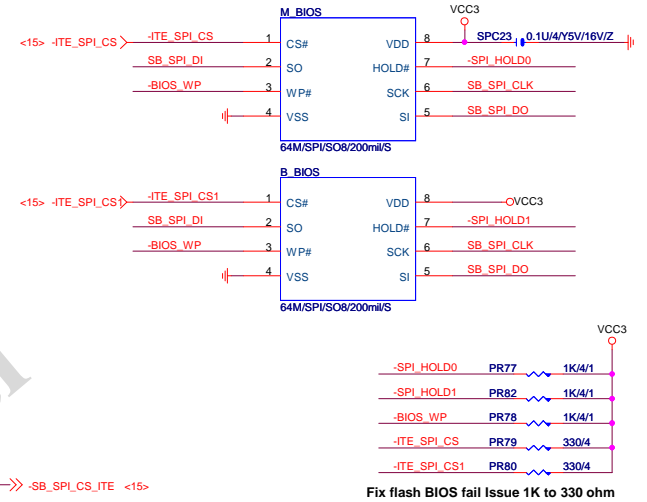 M_BIOS
VCC3
<15> -ITE_SPI_CS -ITE_SPI_CS 1 CS# VDD 8 SPC23 0.1U/4/Y5V/16V/Z
SB_SPI_DI 2 SO HOLD# 7 -SPI_HOLD0
-BIOS_WP 3 WP# SCK 6 SB_SPI_CLK
4 VSS SI 5 SB_SPI_DO
64M/SPI/SO8/200mil/S
B_BIOS
<15> -ITE_SPI_CS1 -ITE_SPI_CS1 1 CS# VDD 8 VCC3
SB_SPI_DI 2 SO HOLD# 7 -SPI_HOLD1
-BIOS_WP 3 WP# SCK 6 SB_SPI_CLK
4 VSS SI 5 SB_SPI_DO
64M/SPI/SO8/200mil/S
VCC3
-SPI_HOLD0 PR77 1K/4/1
-SPI_HOLD1 PR82 1K/4/1
-BIOS_WP PR78 1K/4/1
-ITE_SPI_CS PR79 330/4
-ITE_SPI_CS1 PR80 330/4
-SB_SPI_CS_ITE <15>
Fix flash BIOS fail Issue 1K to 330 ohm